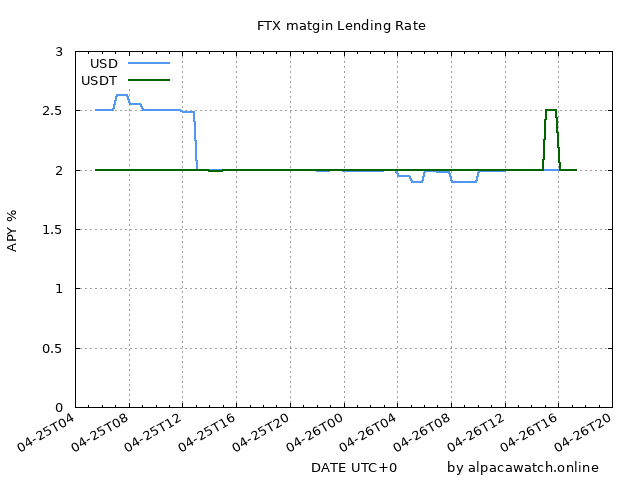 FTX matgin Lending Rate
USD
USDT
3
2.5
2
1.5
1
0.5
0
APY %
04-25T04
04-25T08
04-25T12
04-25T16
04-25T20
04-26T00
04-26T04
04-26T08
04-26T12
04-26T16
04-26T20
DATE UTC+0
by alpacawatch.online